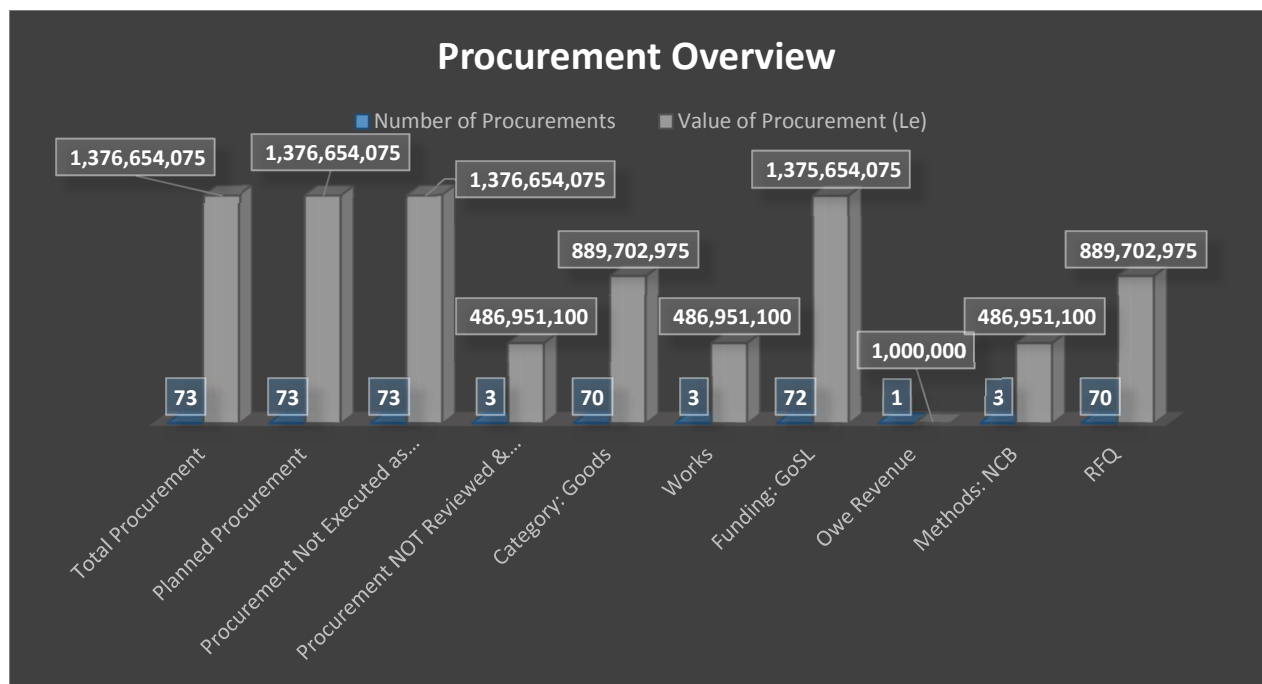 Procurement Overview
Number of Procurements
Value of Procurement (Le)
1,376,654,075
1,376,654,075
1,376,654,075
486,951,100
889,702,975
486,951,100
1,375,654,075
1,000,000
486,951,100
889,702,975
73
73
73
3
70
3
72
1
3
70
Total Procurement
Planned Procurement
Procurement Not Executed as...
Procurement NOT Reviewed &...
Category: Goods
Works
Funding: GoSL
Owe Revenue
Methods: NCB
RFQ